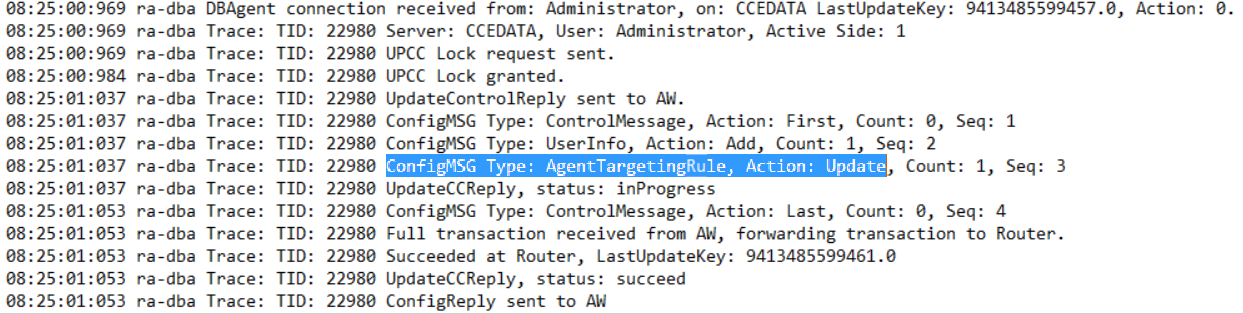 08:25:00:969 ra-dba DBAgent connection received from: Administrator, on: CCEDATA LastUpdateKey: 9413485599457.0, Action: 0.
08:25:00:969 ra-dba Trace: TID: 22980 Server: CCEDATA, User: Administrator, Active Side: 1
08:25:00:969 ra-dba Trace: TID: 22980 UPCC Lock request sent.
08:25:00:984 ra-dba Trace: TID: 22980 UPCC Lock granted.
08:25:01:037 ra-dba Trace: TID: 22980 UpdateControlReply sent to AW.
08:25:01:037 ra-dba Trace: TID: 22980 ConfigMSG Type: ControlMessage, Action: First, Count: 0, Seq: 1
08:25:01:037 ra-dba Trace: TID: 22980 ConfigMSG Type: UserInfo, Action: Add, Count: 1, Seq: 2
08:25:01:037 ra-dba Trace: TID: 22980 ConfigMSG Type: AgentTargetingRule, Action: Update, Count: 1, Seq: 3
08:25:01:037 ra-dba Trace: TID: 22980 UpdateCCReply, status: inProgress
08:25:01:053 ra-dba Trace: TID: 22980 ConfigMSG Type: ControlMessage, Action: Last, Count: 0, Seq: 4
08:25:01:053 ra-dba Trace: TID: 22980 Full transaction received from AW, forwarding transaction to Router.
08:25:01:053 ra-dba Trace: TID: 22980 Succeeded at Router, LastUpdateKey: 9413485599461.0
08:25:01:053 ra-dba Trace: TID: 22980 UpdateCCReply, status: succeed
08:25:01:053 ra-dba Trace: TID: 22980 ConfigReply sent to AW